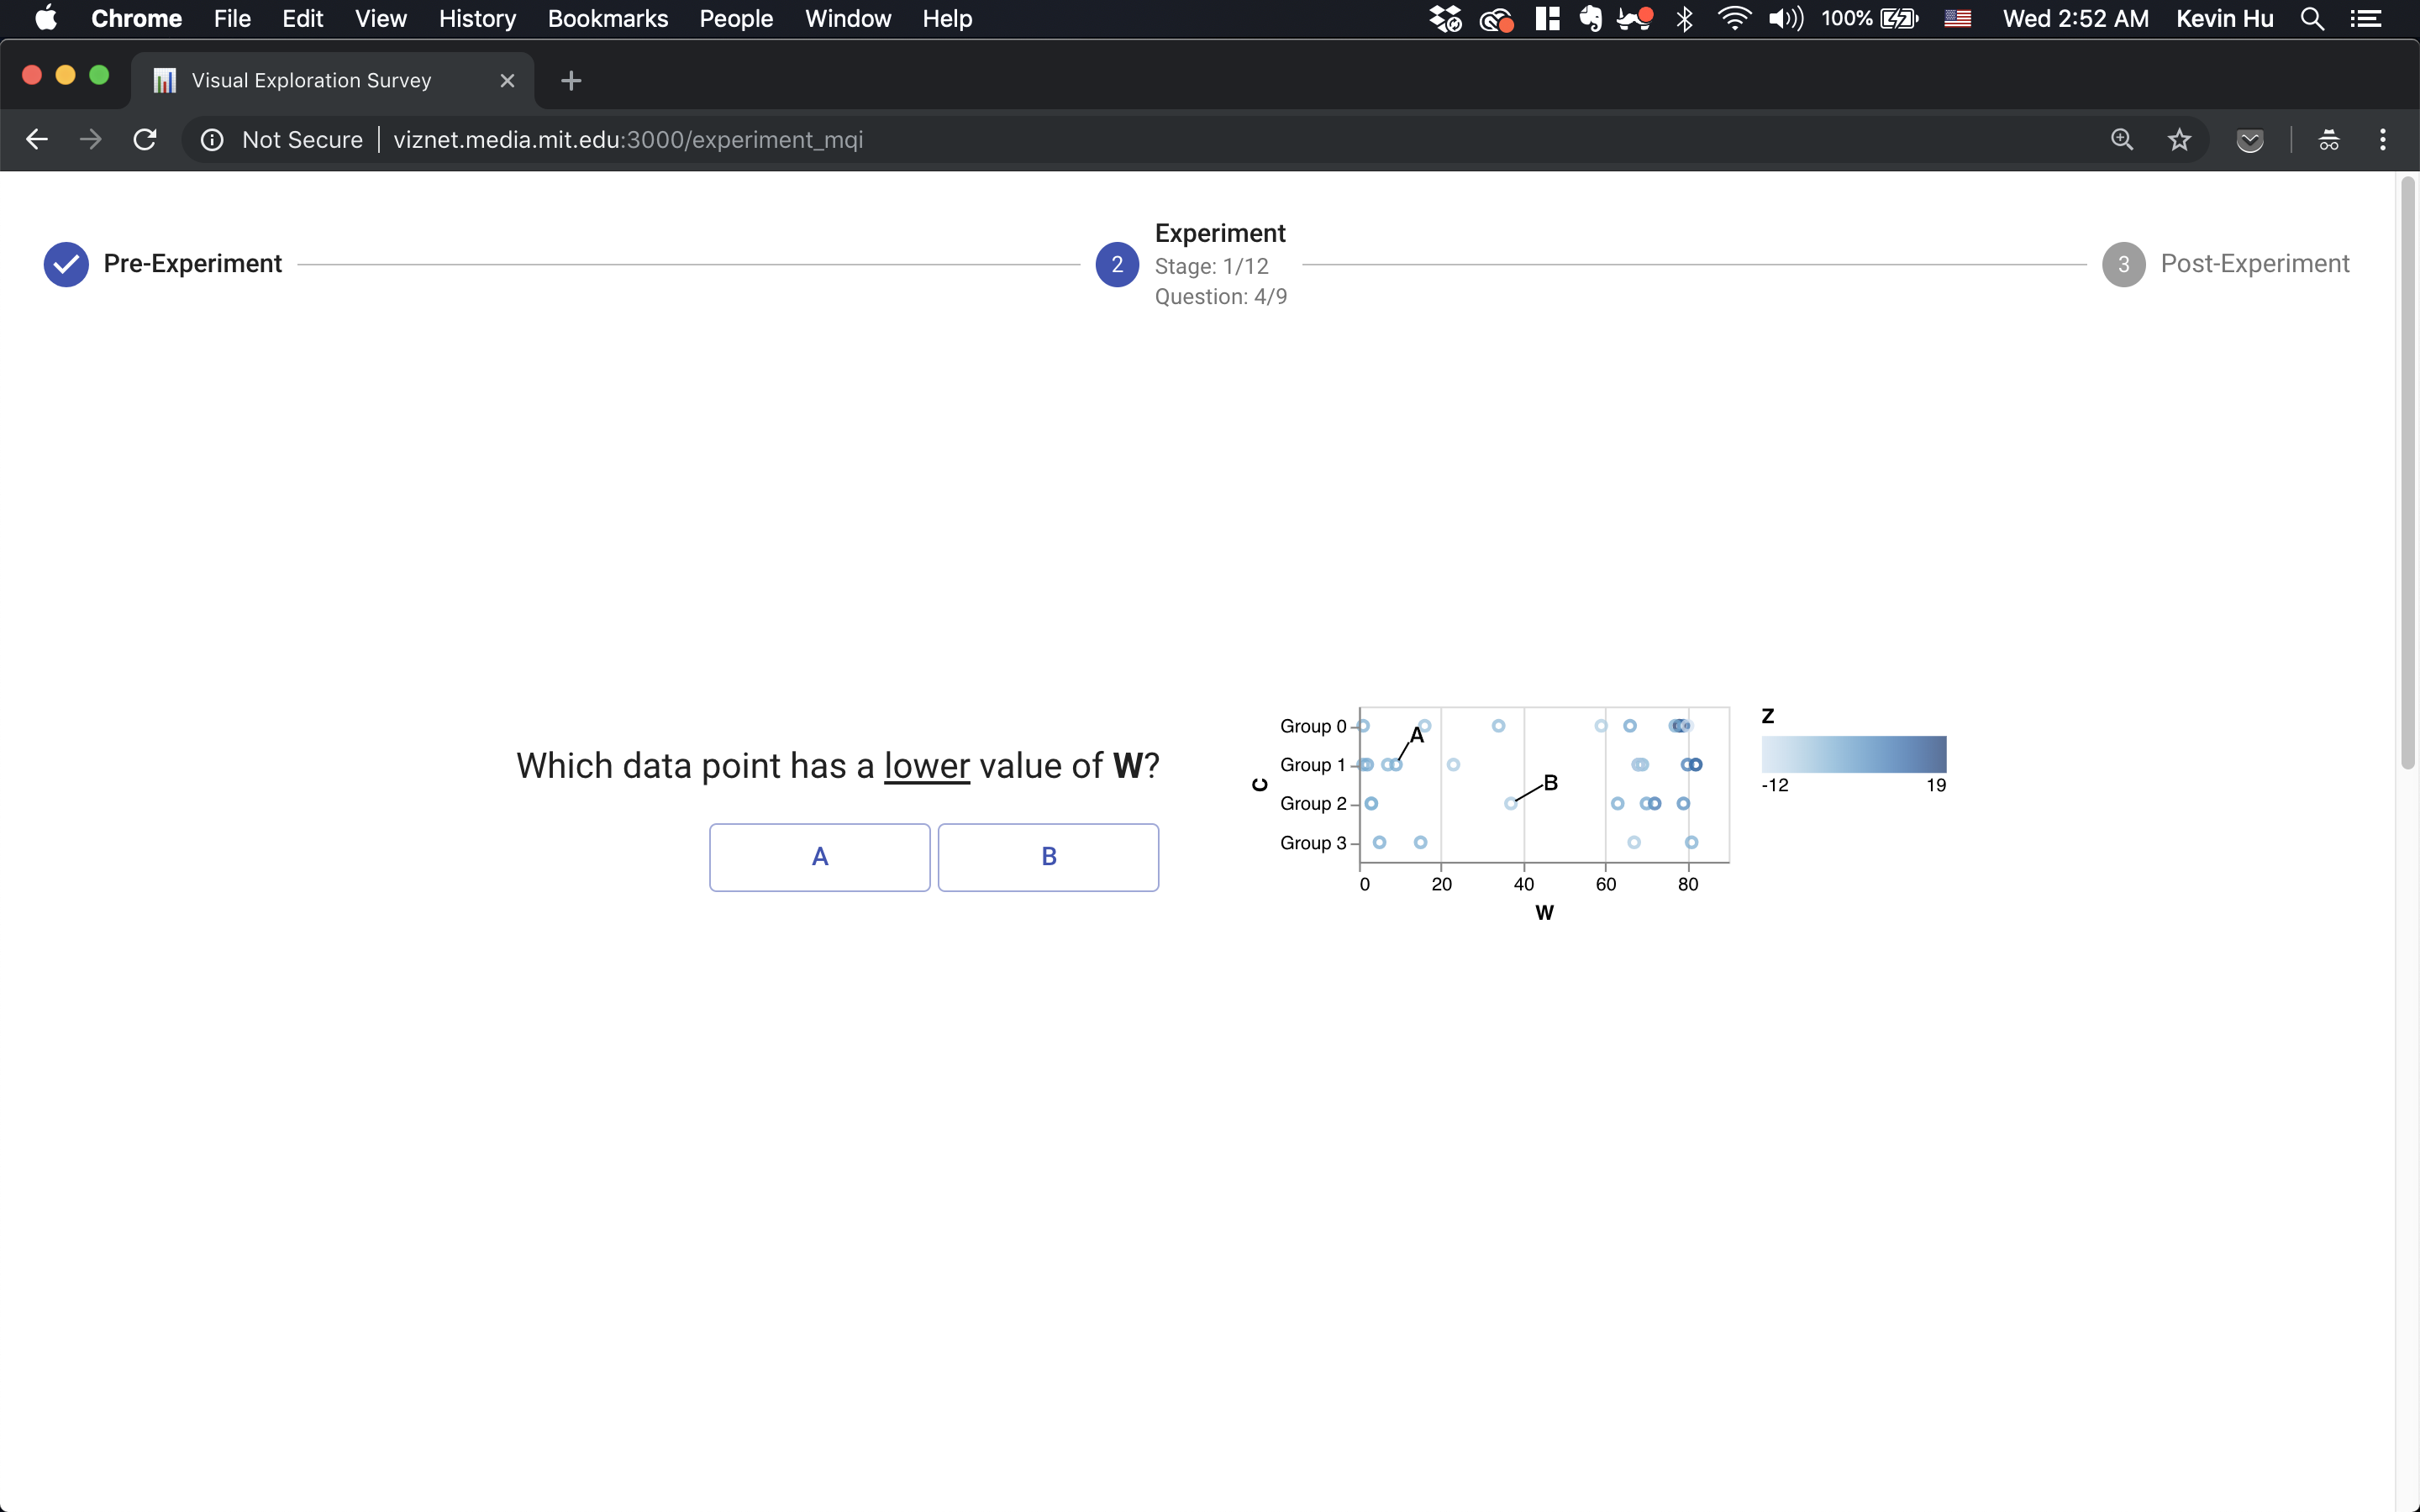 Chrome File Edit View History Bookmarks People Window Help 100% Wed 2:52 AM Kevin Hu
Visual Exploration Survey
Not Secure viznet.media.mit.edu:3000/experiment_mqi
Pre-Experiment
2
Experiment
Stage: 1/12
Question: 4/9
3
Post-Experiment
Which data point has a lower value of W?
A
B
C
Group 0
Group 1
Group 2
Group 3
A
B
0 20 40 60 80
W
Z
-12 19